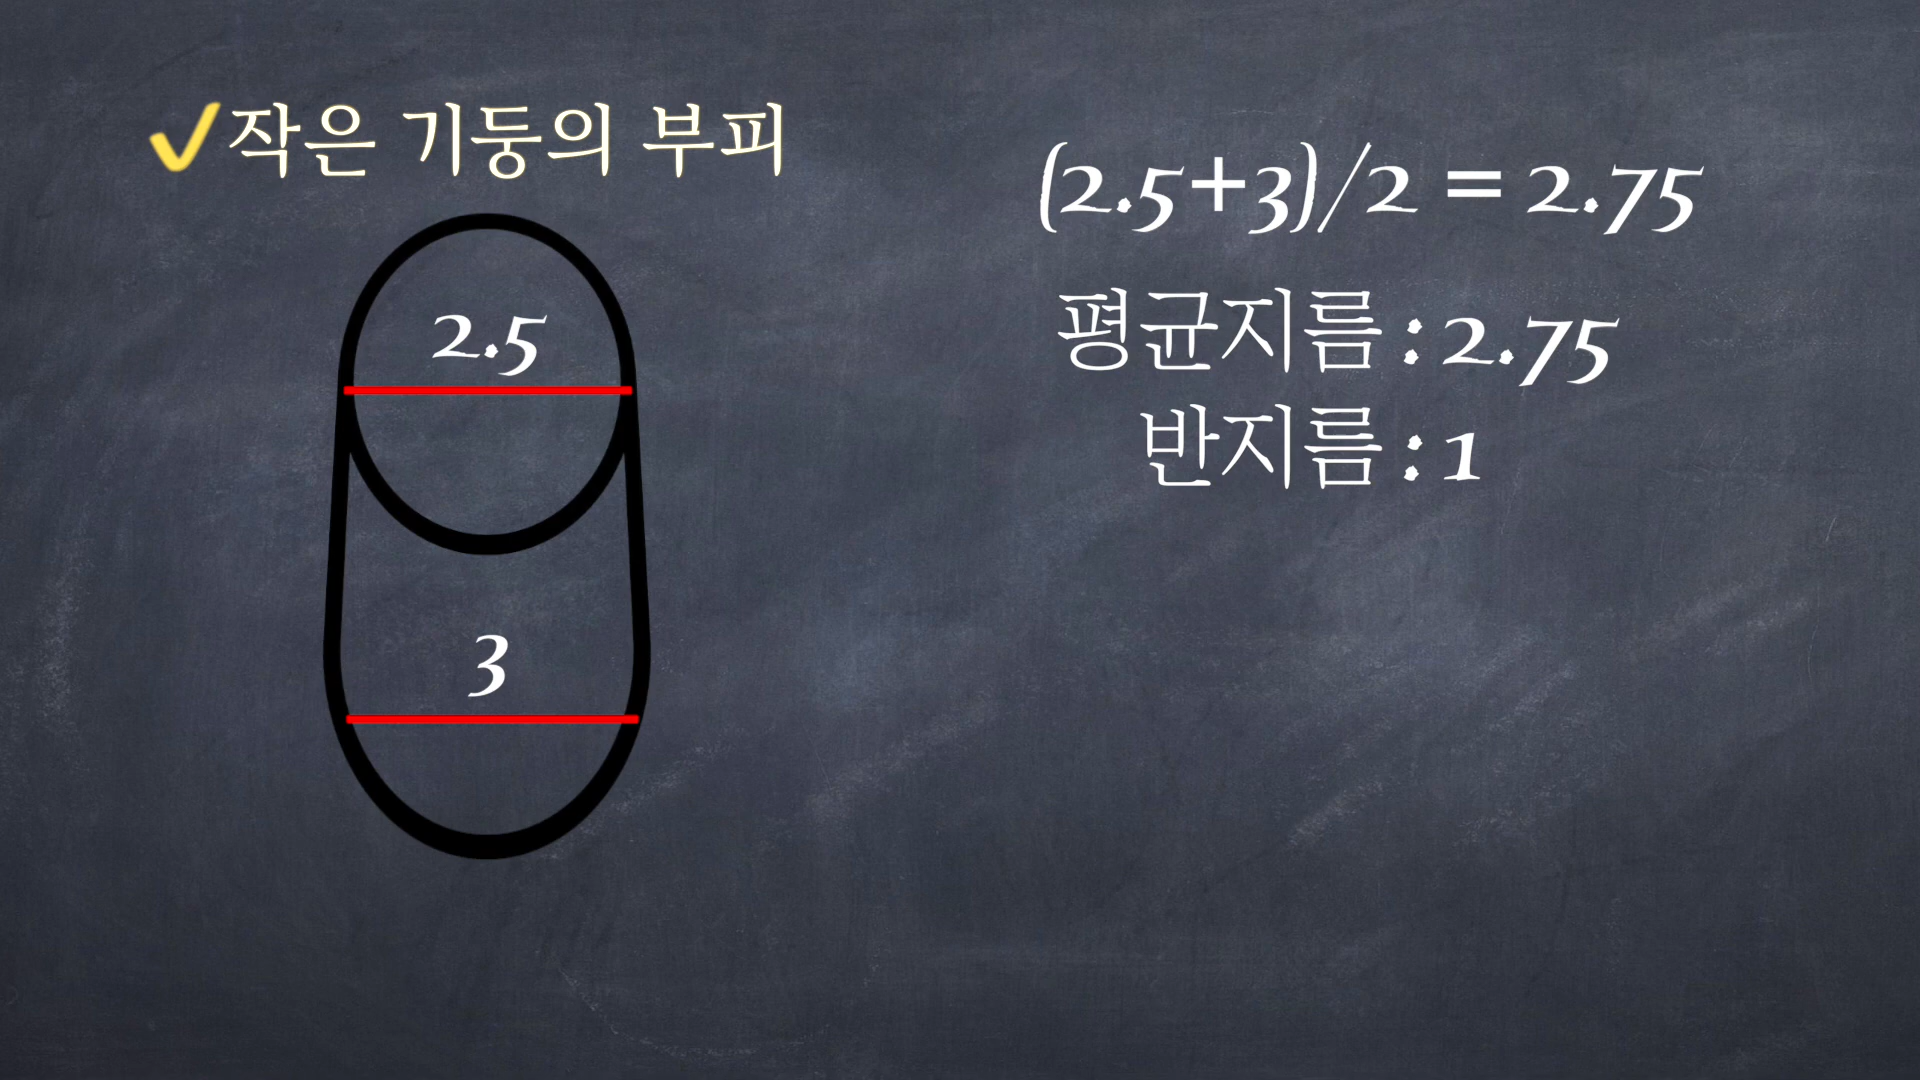 ✓작은 기둥의 부피
2.5
3
(2.5+3)/2 = 2.75
평균지름 : 2.75
반지름 : 1